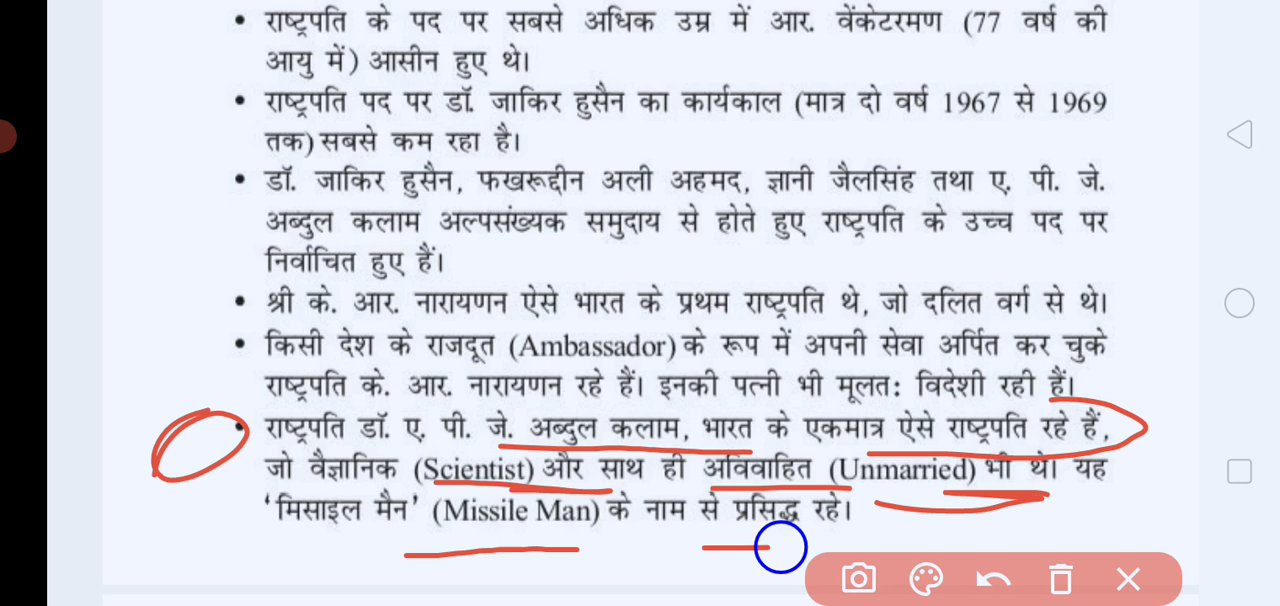 • राष्ट्रपति के पद पर सबसे अधिक उम्र में आर. वेंकेटरमण (77 वर्ष की
आयु में) आसीन हुए थे।
• राष्ट्रपति पद पर डॉ. जाकिर हुसैन का कार्यकाल (मात्र दो वर्ष 1967 से 1969
तक) सबसे कम रहा है।
• डॉ. जाकिर हुसैन, फखरूद्दीन अली अहमद, ज्ञानी जैलसिंह तथा ए. पी. जे.
अब्दुल कलाम अल्पसंख्यक समुदाय से होते हुए राष्ट्रपति के उच्च पद पर
निर्वाचित हुए हैं।
• श्री के. आर. नारायणन ऐसे भारत के प्रथम राष्ट्रपति थे, जो दलित वर्ग से थे।
• किसी देश के राजदूत (Ambassador) के रूप में अपनी सेवा अर्पित कर चुके
राष्ट्रपति के. आर. नारायणन रहे हैं। इनकी पत्नी भी मूलतः विदेशी रही हैं।
• राष्ट्रपति डॉ. ए. पी. जे. अब्दुल कलाम, भारत के एकमात्र ऐसे राष्ट्रपति रहे हैं,
जो वैज्ञानिक (Scientist) और साथ ही अविवाहित (Unmarried) भी थे। यह
'मिसाइल मैन' (Missile Man) के नाम से प्रसिद्ध रहे।